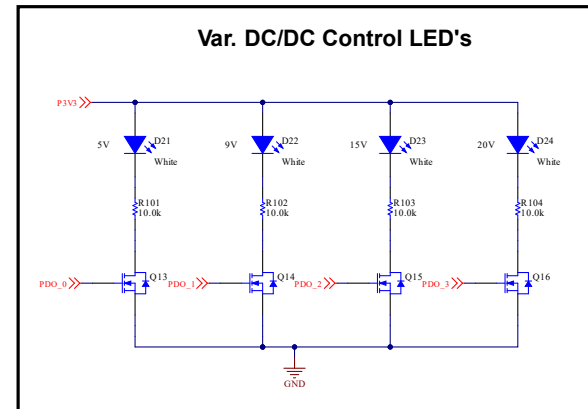 Var. DC/DC Control LED's
P3V3
5V
D21
White
9V
D22
White
15V
D23
White
20V
D24
White
R101
10.0k
R102
10.0k
R103
10.0k
R104
10.0k
PDO_0
Q13
PDO_1
Q14
PDO_2
Q15
PDO_3
Q16
GND